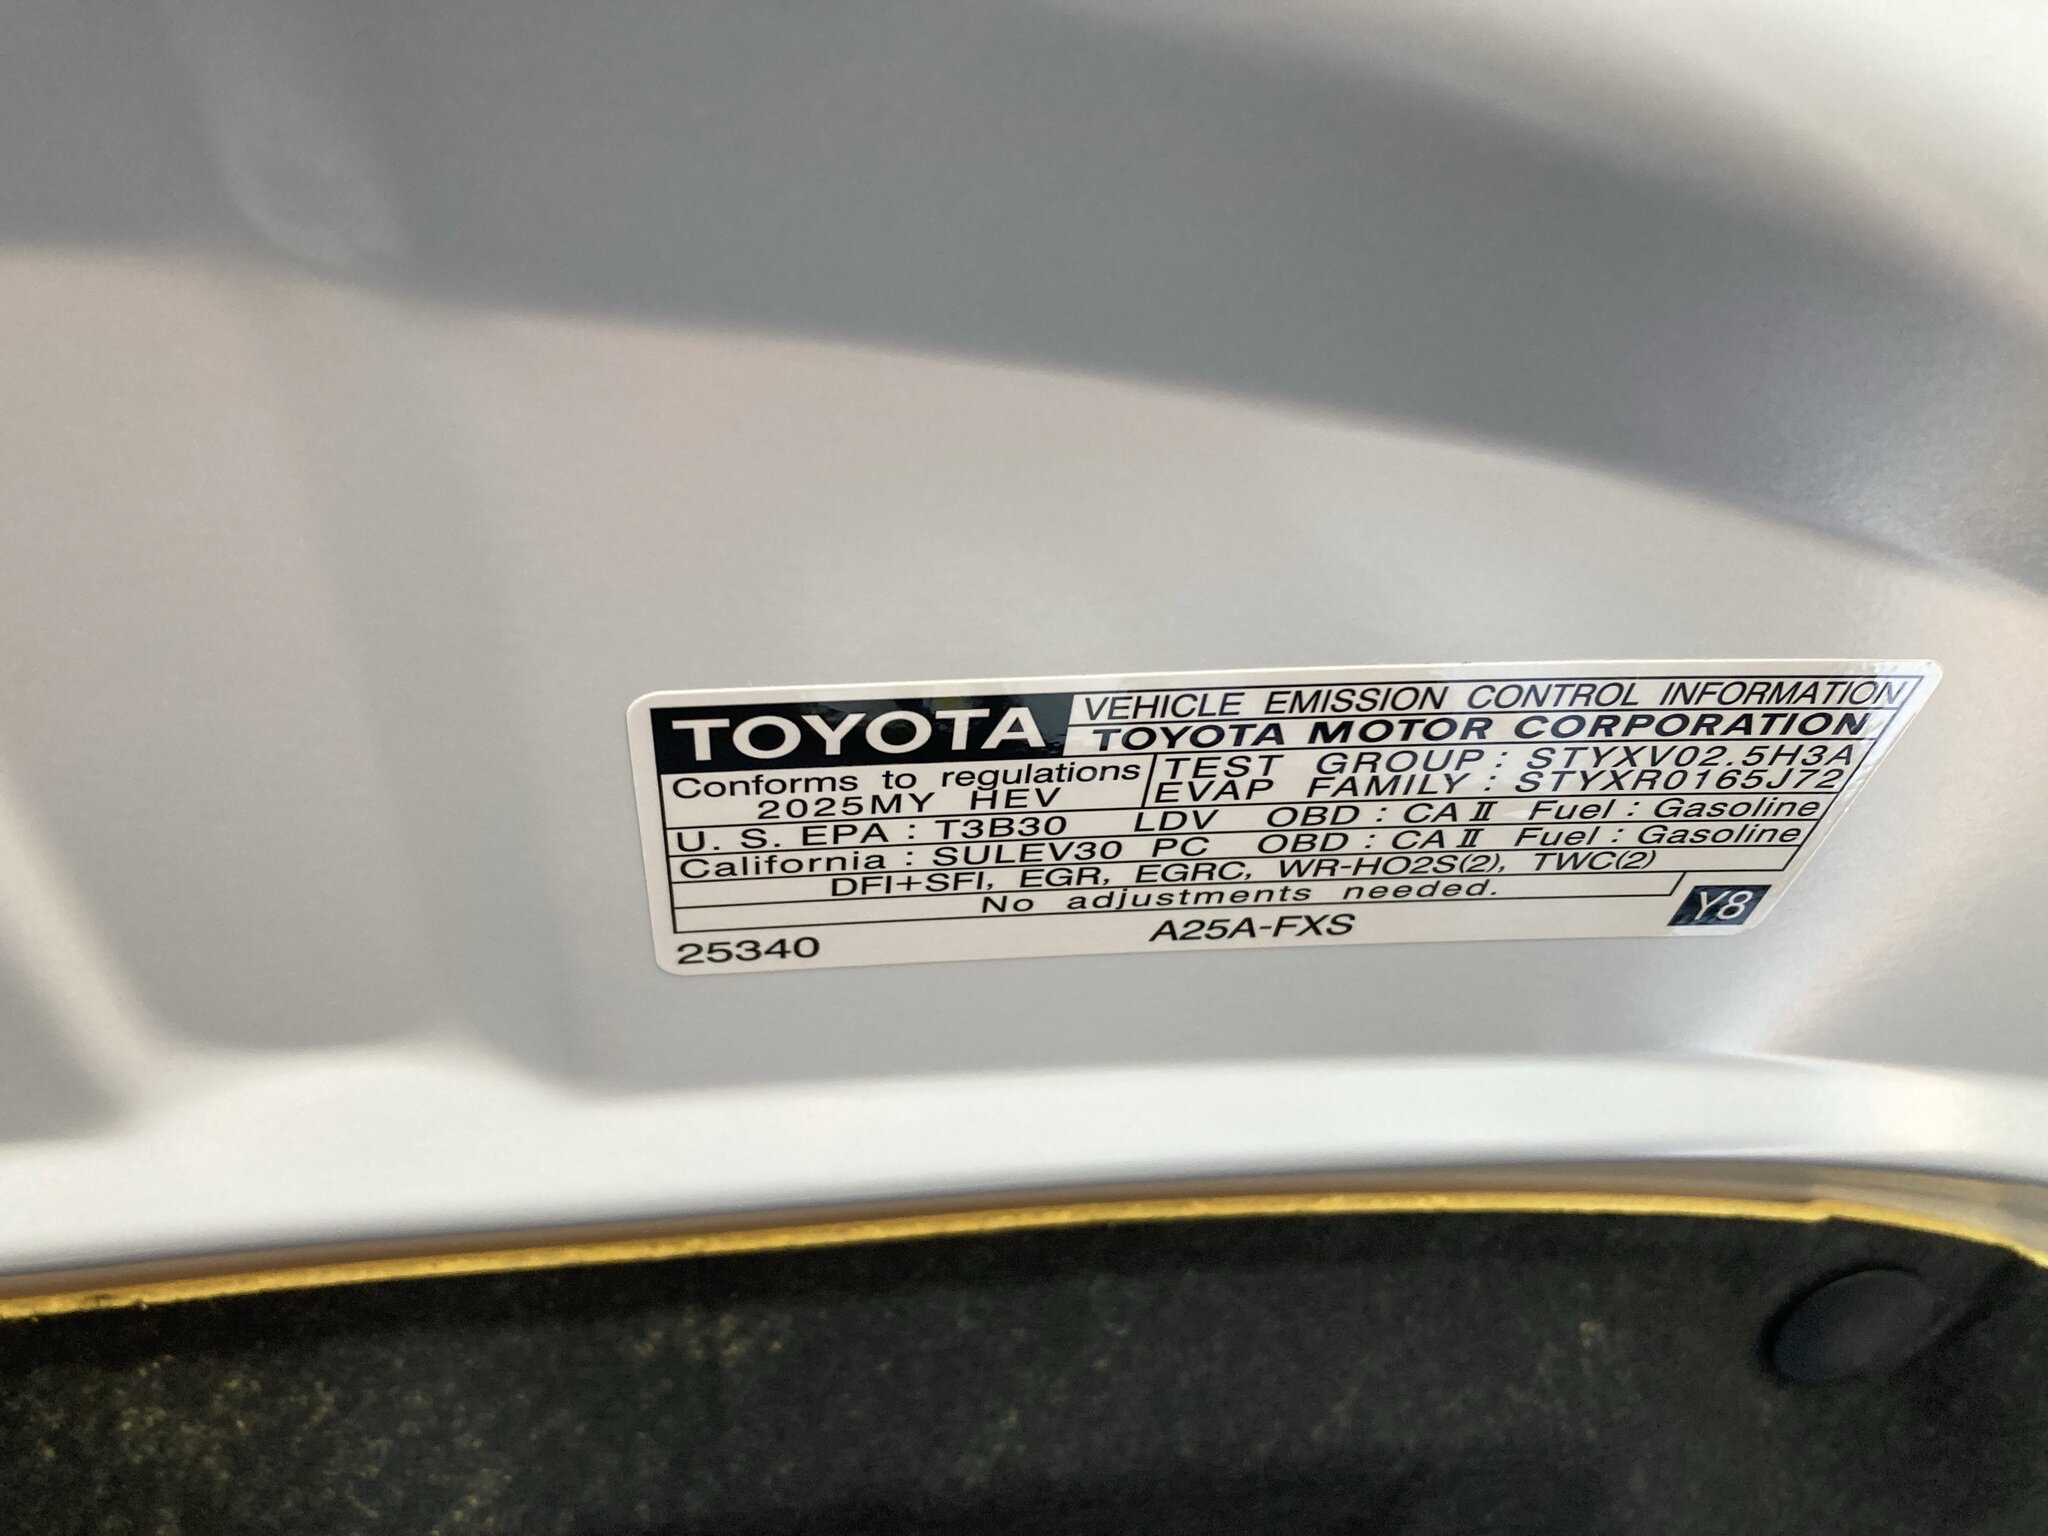 TOYOTA VEHICLE EMISSION CONTROL INFORMATION
TOYOTA MOTOR CORPORATION
Conforms to regulations
2025MY HEV
TEST GROUP : STYXV02.5H3A
EVAP FAMILY : STYXR0165J72
U. S. EPA : T3B30 LDV OBD : CA II Fuel : Gasoline
California : SULEV30 PC OBD : CA II Fuel : Gasoline
DFI+SFI, EGR, EGRC, WR-HO2S(2), TWC(2)
No adjustments needed.
25340 A25A-FXS Y8